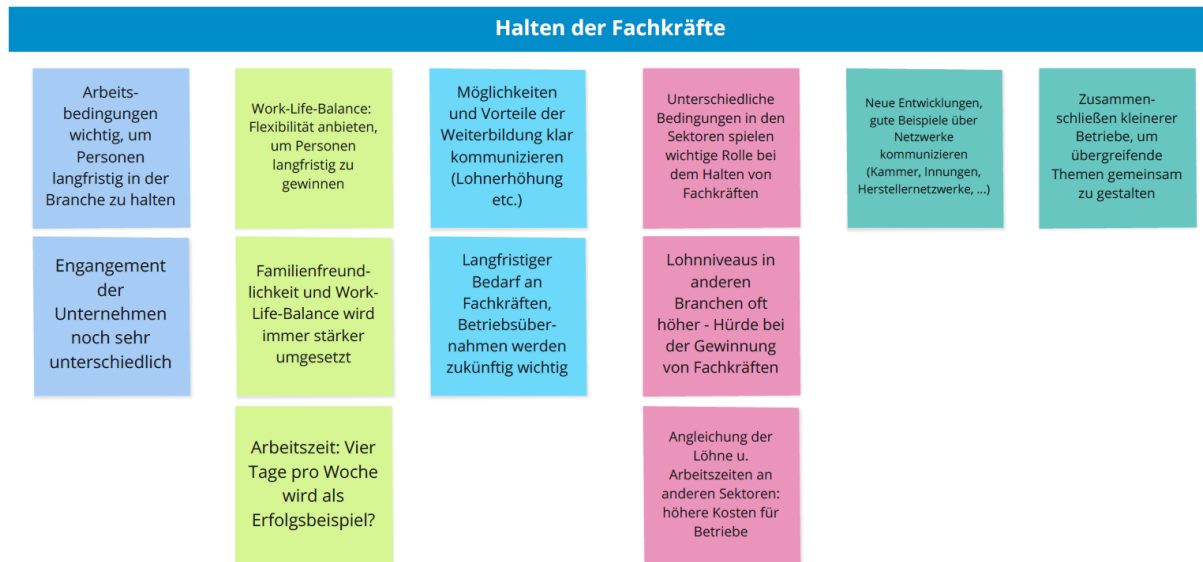 Halten der Fachkräfte
Arbeits-
bedingungen
wichtig, um
Personen
langfristig in der
Branche zu halten
Work-Life-Balance:
Flexibilität anbieten,
um Personen
langfristig zu
gewinnen
Möglichkeiten
und Vorteile der
Weiterbildung klar
kommunizieren
(Lohnerhöhung
etc.)
Unterschiedliche
Bedingungen in den
Sektoren spielen
wichtige Rolle bei
dem Halten von
Fachkräften
Neue Entwicklungen,
gute Beispiele über
Netzwerke
kommunizieren
(Kammer, Innungen,
Herstellernetzwerke, ...)
Zusammen-
schließen kleinerer
Betriebe, um
übergreifende
Themen gemeinsam
zu gestalten
Engangement
der
Unternehmen
noch sehr
unterschiedlich
Familienfreund-
lichkeit und Work-
Life-Balance wird
immer stärker
umgesetzt
Langfristiger
Bedarf an
Fachkräften,
Betriebsüber-
nahmen werden
zukünftig wichtig
Lohnniveaus in
anderen
Branchen oft
höher - Hürde bei
der Gewinnung
von Fachkräften
Arbeitszeit: Vier
Tage pro Woche
wird als
Erfolgsbeispiel?
Angleichung der
Löhne u.
Arbeitszeiten an
anderen Sektoren:
höhere Kosten für
Betriebe